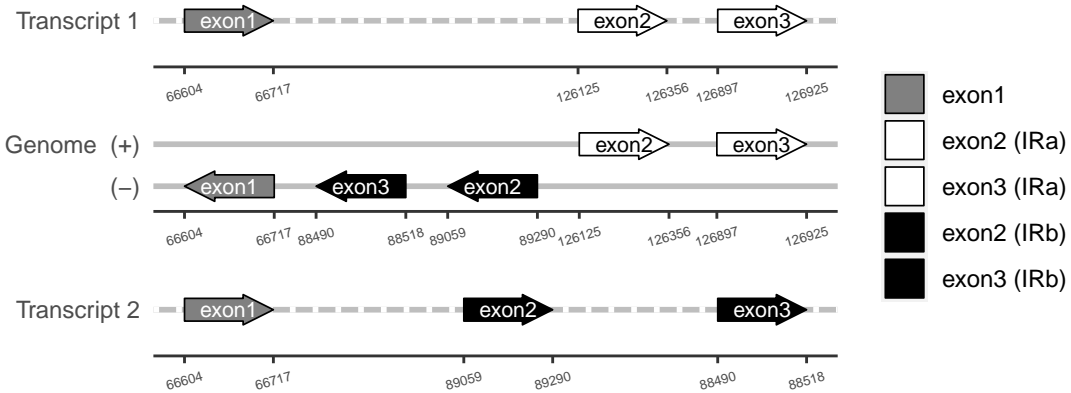 Transcript 1 exon1 exon2 exon3
66604 66717 126125 126356 126897 126925
Genome (+) exon2 exon3
(−) exon1 exon3 exon2
66604 66717 88490 88518 89059 89290 126125 126356 126897 126925
Transcript 2 exon1 exon2 exon3
66604 66717 89059 89290 88490 88518
exon1
exon2 (IRa)
exon3 (IRa)
exon2 (IRb)
exon3 (IRb)